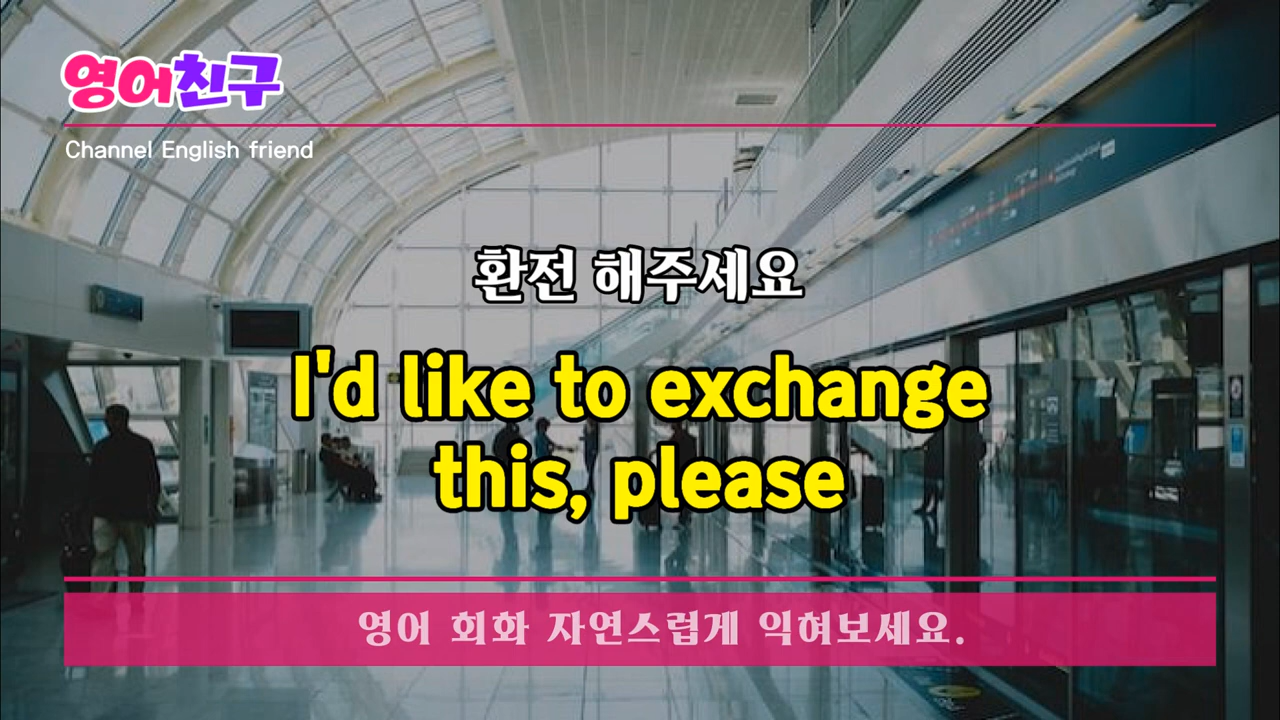 영어친구
Channel English friend
환전 해주세요
I'd like to exchange
this, please
영어 회화 자연스럽게 익혀보세요.